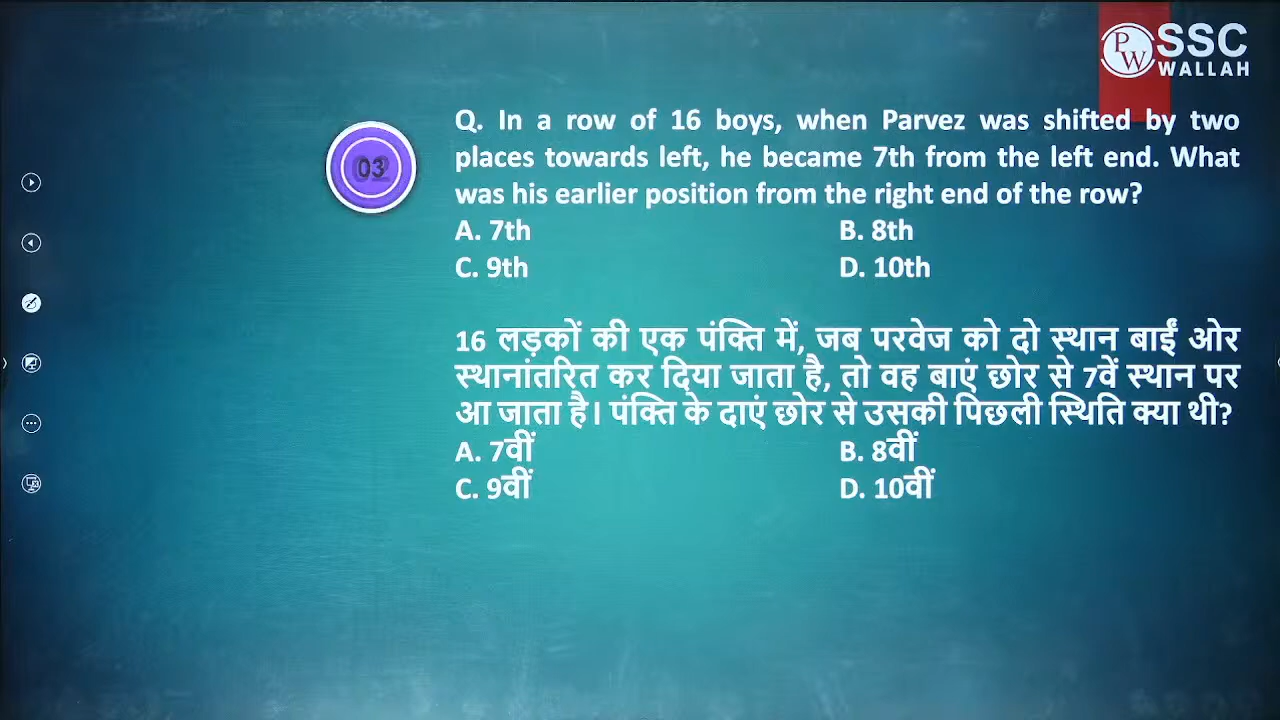 PW SSC
WALLAH
03
Q. In a row of 16 boys, when Parvez was shifted by two
places towards left, he became 7th from the left end. What
was his earlier position from the right end of the row?
A. 7th B. 8th
C. 9th D. 10th
16 लड़कों की एक पंक्ति में, जब परवेज को दो स्थान बाईं ओर
स्थानांतरित कर दिया जाता है, तो वह बाएं छोर से 7वें स्थान पर
आ जाता है। पंक्ति के दाएं छोर से उसकी पिछली स्थिति क्या थी?
A. 7वीं B. 8वीं
C. 9वीं D. 10वीं